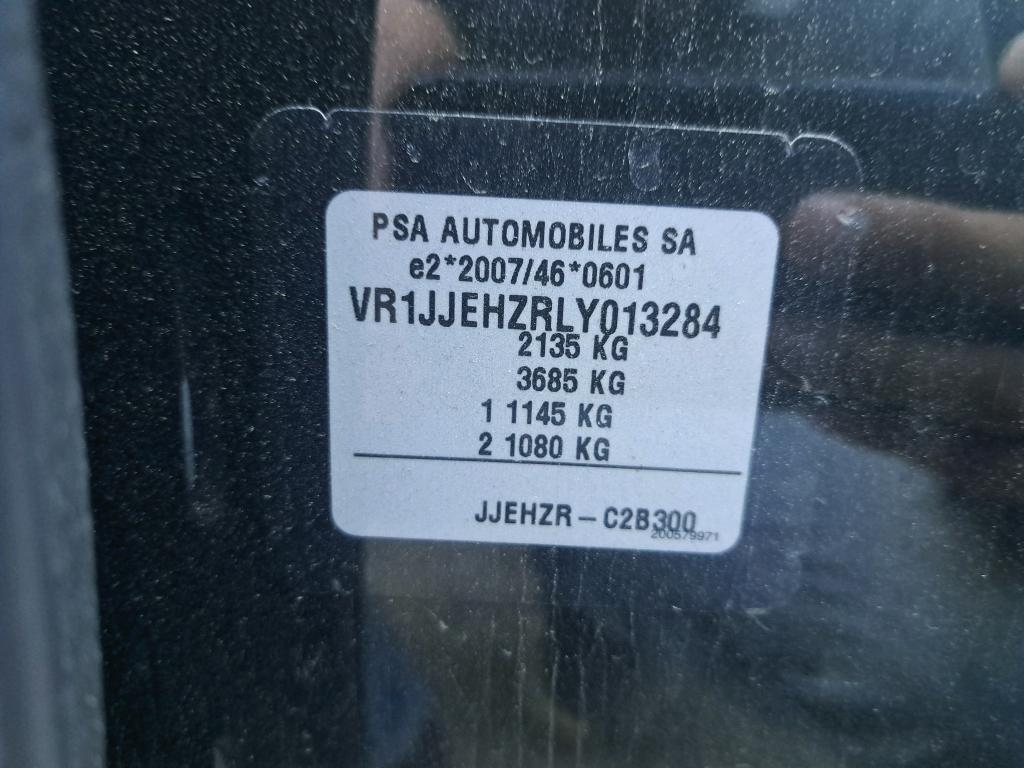 PSA AUTOMOBILES SA
e2*2007/46*0601
VR1JJEHZRLY013284
2135 KG
3685 KG
1 1145 KG
2 1080 KG
JJEHZR – C2B300
200579971